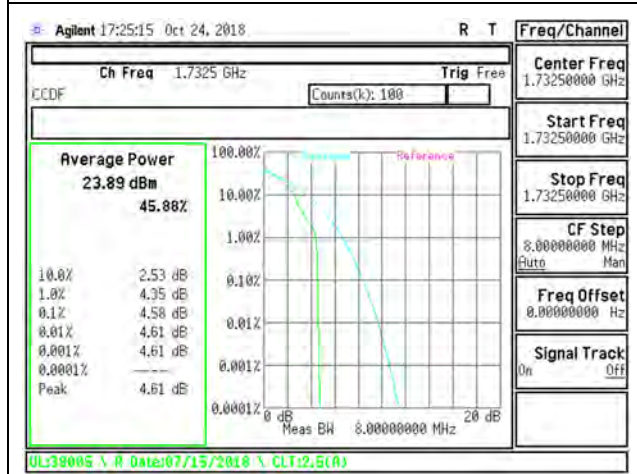 Agilent 17:25:15 Oct 24, 2018 R T
Freq/Channel
Ch Freq 1.7325 GHz Trig Free
CCDF Counts(k): 100
Average Power
23.89 dBm
45.88%
10.0% 2.53 dB
1.0% 4.35 dB
0.1% 4.58 dB
0.01% 4.61 dB
0.001% 4.61 dB
0.0001% ----
Peak 4.61 dB
Reference
100.00%
10.00%
1.00%
0.10%
0.01%
0.001%
0.0001%
0 dB 20 dB
Meas BW 8.00000000 MHz
Center Freq
1.73250000 GHz
Start Freq
1.73250000 GHz
Stop Freq
1.73250000 GHz
CF Step
8.00000000 MHz
Auto Man
Freq Offset
0.00000000 Hz
Signal Track
On Off
UL:39005 \ R Date:07/15/2018 \ CLT:2.5(A)